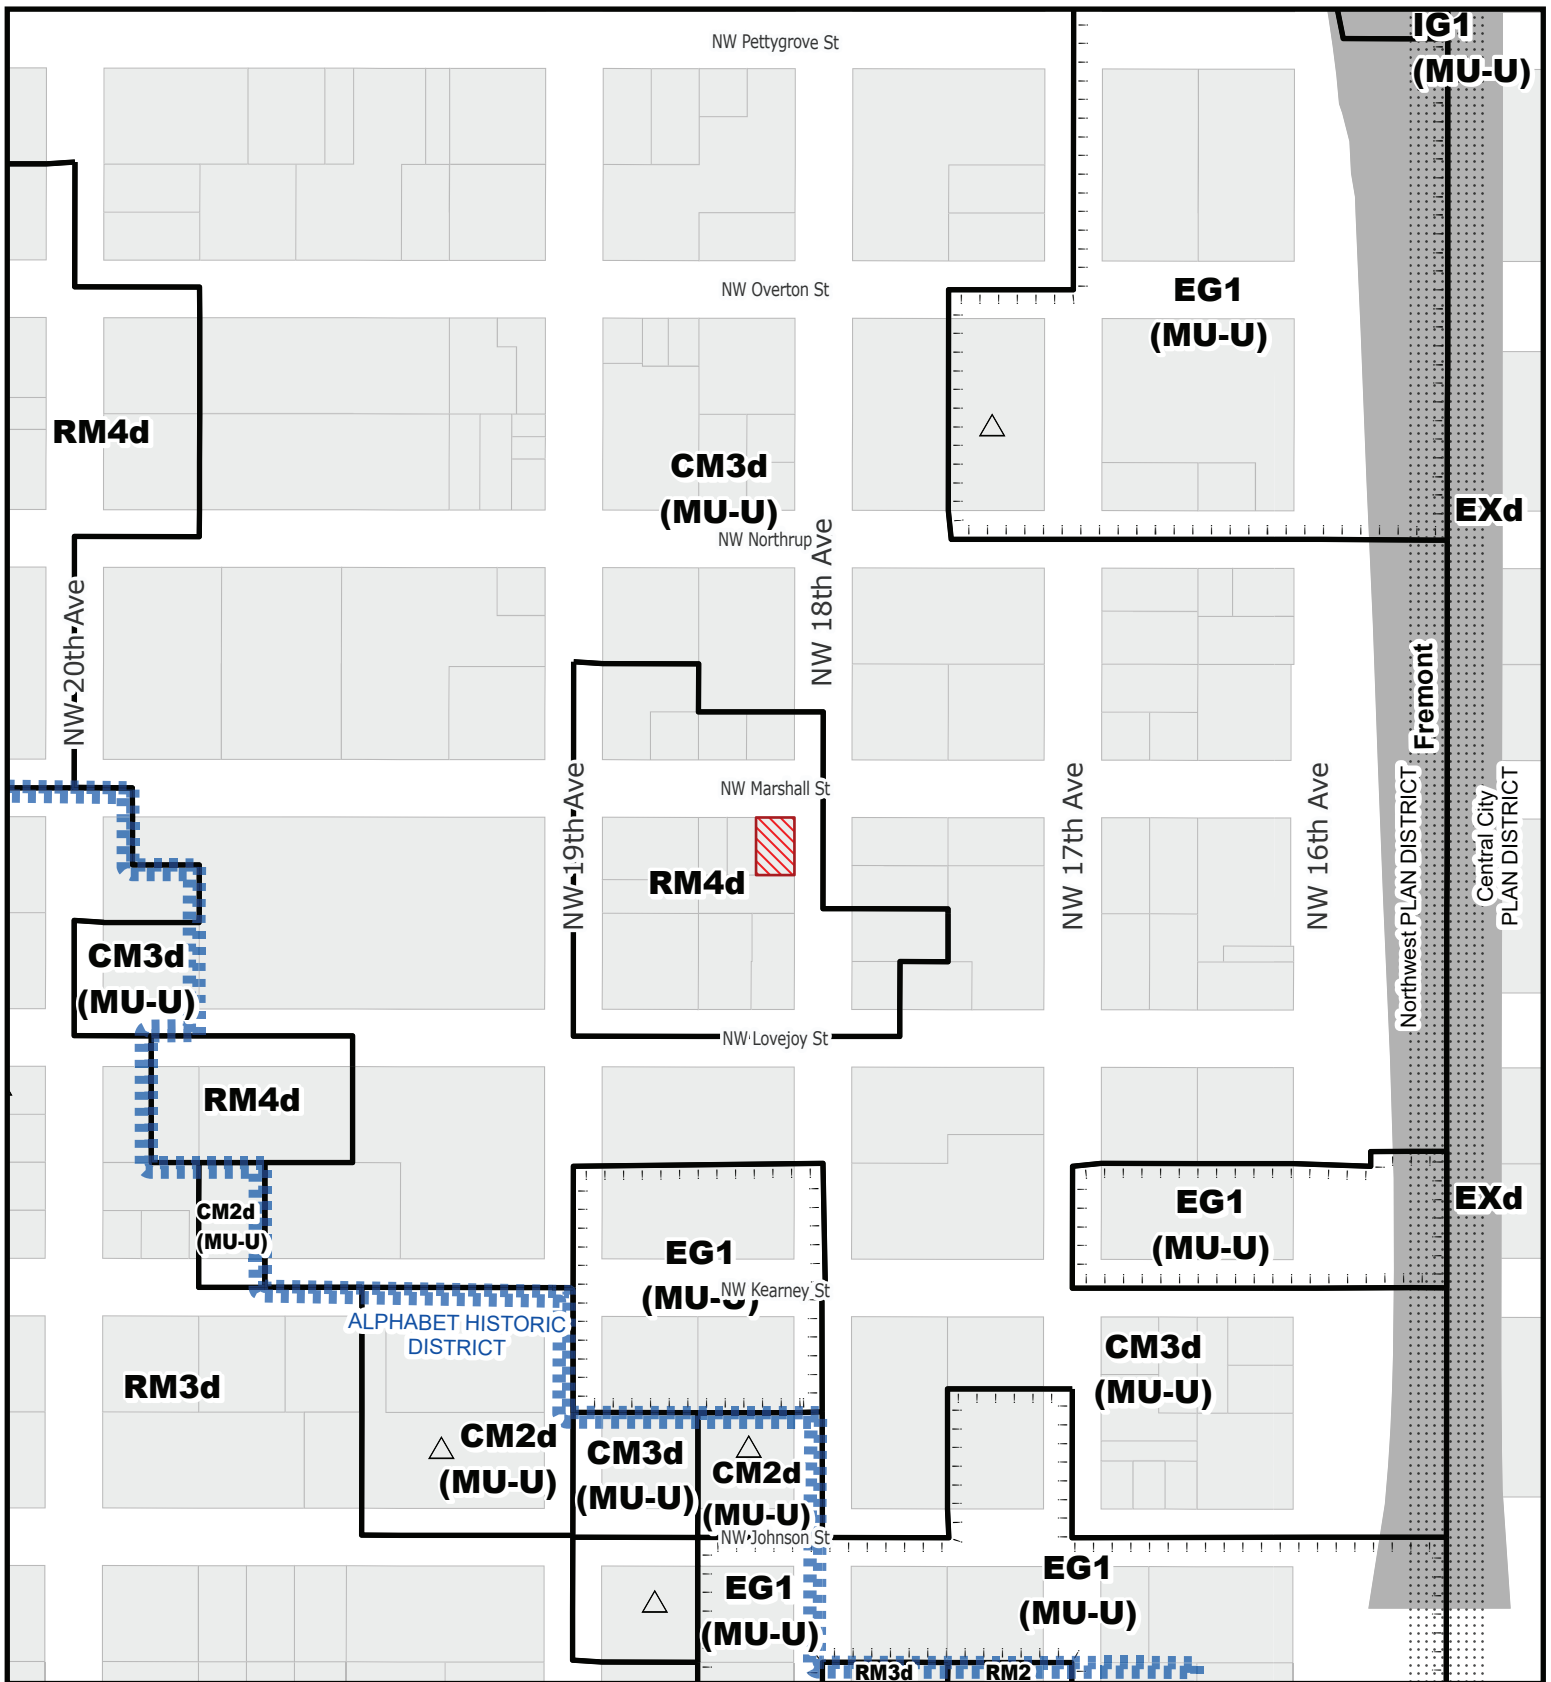 IG1
(MU-U)
NW Pettygrove St
NW Overton St
EG1
(MU-U)
RM4d
CM3d
(MU-U)
NW Northrup
EXd
NW 18th Ave
NW 20th Ave
Fremont
NW 19th Ave
NW Marshall St
NW 17th Ave
NW 16th Ave
Northwest PLAN DISTRICT
Central City
PLAN DISTRICT
RM4d
CM3d
(MU-U)
NW Lovejoy St
RM4d
CM2d
(MU-U)
EG1
(MU-U)
EXd
EG1
(MU-U)
NW Kearney St
ALPHABET HISTORIC
DISTRICT
RM3d
CM3d
(MU-U)
CM2d
(MU-U)
CM3d
(MU-U)
CM2d
(MU-U)
NW Johnson St
EG1
(MU-U)
EG1
(MU-U)
RM3d
RM2